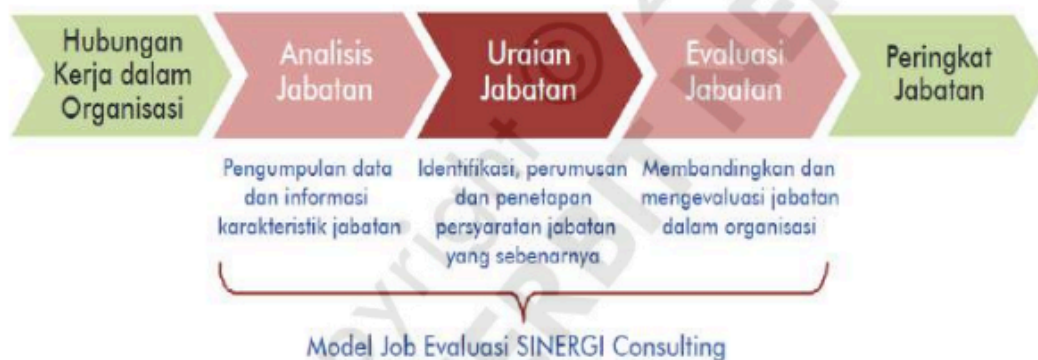 Hubungan
Kerja dalam
Organisasi
Analisis
Jabatan
Uraian
Jabatan
Evaluasi
Jabatan
Peringkat
Jabatan
Pengumpulan data
dan informasi
karakteristik jabatan
Identifikasi, perumusan
dan penetapan
persyaratan jabatan
yang sebenarnya
Membandingkan dan
mengevaluasi jabatan
dalam organisasi
Model Job Evaluasi SINERGI Consulting